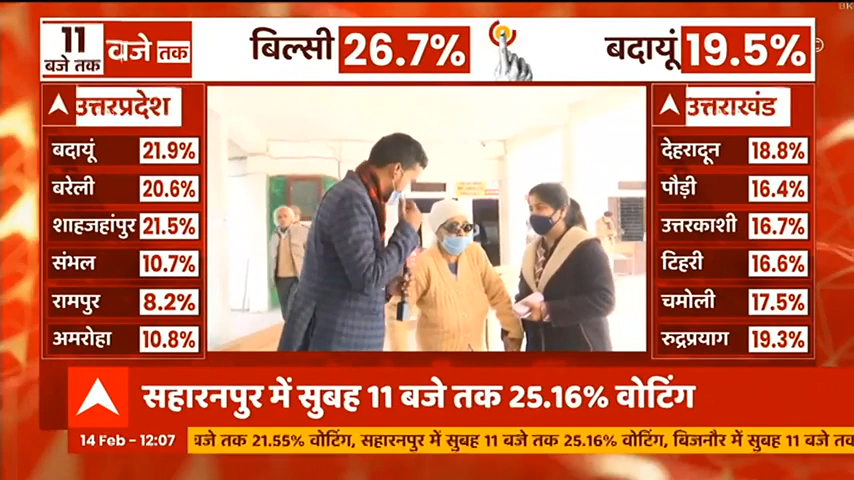 11
बजे तक
बजे तक
बिल्सी 26.7%
बदायूं 19.5%
उत्तरप्रदेश
बदायूं 21.9%
बरेली 20.6%
शाहजहांपुर 21.5%
संभल 10.7%
रामपुर 8.2%
अमरोहा 10.8%
उत्तराखंड
देहरादून 18.8%
पौड़ी 16.4%
उत्तरकाशी 16.7%
टिहरी 16.6%
चमोली 17.5%
रुद्रप्रयाग 19.3%
सहारनपुर में सुबह 11 बजे तक 25.16% वोटिंग
14 Feb - 12:07
बजे तक 21.55% वोटिंग, सहारनपुर में सुबह 11 बजे तक 25.16% वोटिंग, बिजनौर में सुबह 11 बजे तक